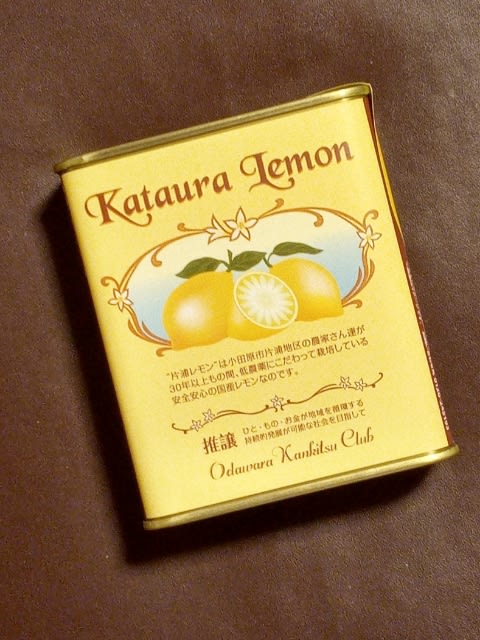 Kataura Lemon
"片浦レモン"は小田原市片浦地区の農家さん達が
30年以上もの間、低農薬にこだわって栽培している
安全安心の国産レモンなのです。
推譲
ひと・もの・お金が地域を循環する
持続的発展が可能な社会を目指して
Odawara Kankitsu Club